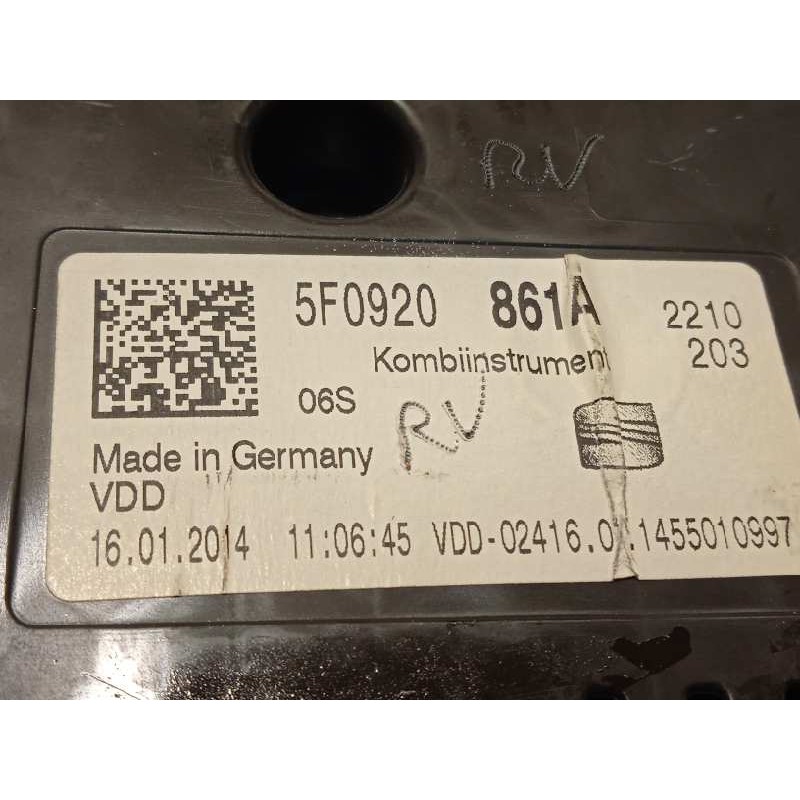 RV
5F0920 861A 2210
Kombiinstrument 203
06S
RV
Made in Germany
VDD
16.01.2014 11:06:45 VDD-02416.0 .1455010997